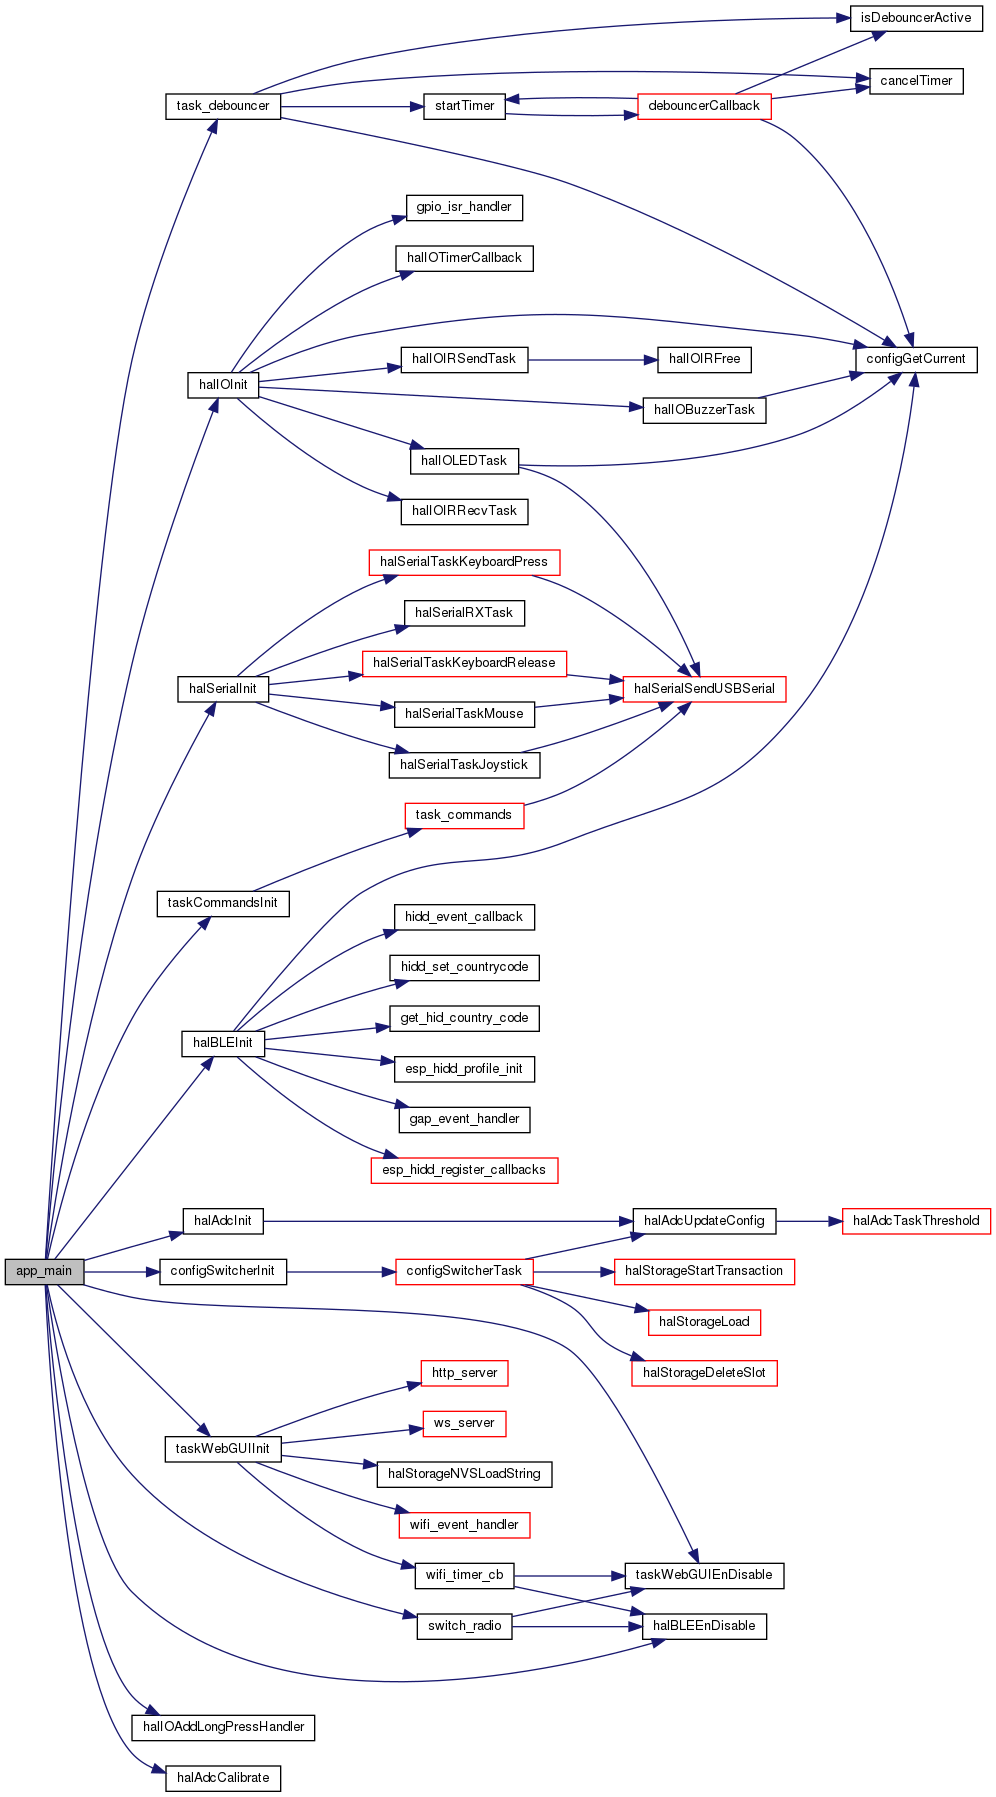 isDebouncerActive
cancelTimer
task_debouncer
startTimer
debouncerCallback
gpio_isr_handler
halIOTimerCallback
halIOIRSendTask
halIOIRFree
configGetCurrent
halIOInit
halIOBuzzerTask
halIOLEDTask
halIOIRRecvTask
halSerialTaskKeyboardPress
halSerialRXTask
halSerialTaskKeyboardRelease
halSerialInit
halSerialSendUSBSerial
halSerialTaskMouse
halSerialTaskJoystick
task_commands
taskCommandsInit
hidd_event_callback
hidd_set_countrycode
get_hid_country_code
halBLEInit
esp_hidd_profile_init
gap_event_handler
esp_hidd_register_callbacks
halAdcInit
halAdcUpdateConfig
halAdcTaskThreshold
app_main
configSwitcherInit
configSwitcherTask
halStorageStartTransaction
halStorageLoad
halStorageDeleteSlot
http_server
ws_server
taskWebGUIInit
halStorageNVSLoadString
wifi_event_handler
wifi_timer_cb
taskWebGUIEnDisable
switch_radio
halBLEEnDisable
halIOAddLongPressHandler
halAdcCalibrate